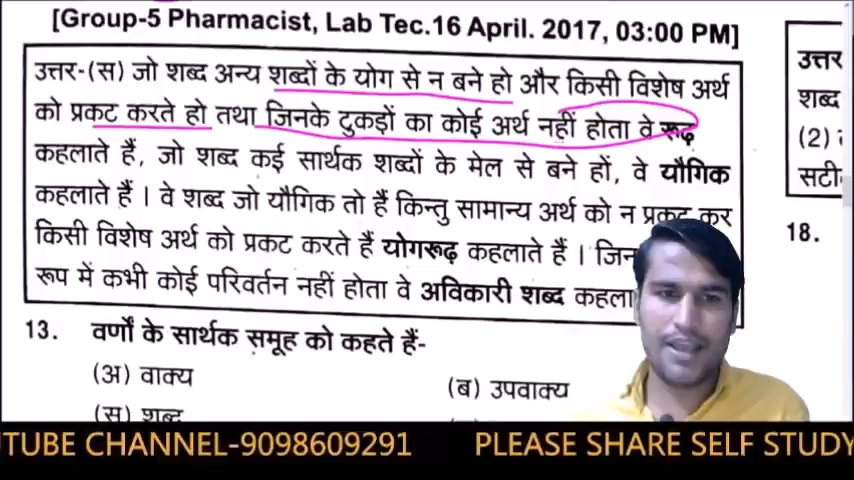 [Group-5 Pharmacist, Lab Tec.16 April. 2017, 03:00 PM]
उत्तर-(स) जो शब्द अन्य शब्दों के योग से न बने हो और किसी विशेष अर्थ
को प्रकट करते हो तथा जिनके टुकड़ों का कोई अर्थ नहीं होता वे रूढ़
कहलाते हैं, जो शब्द कई सार्थक शब्दों के मेल से बने हों, वे यौगिक
कहलाते हैं । वे शब्द जो यौगिक तो हैं किन्तु सामान्य अर्थ को न प्रकट कर
किसी विशेष अर्थ को प्रकट करते हैं योगरूढ़ कहलाते हैं ।
रूप में कभी कोई परिवर्तन नहीं होता वे अविकारी शब्द
13. वर्णों के सार्थक समूह को कहते हैं-
(अ) वाक्य
(ब) उपवाक्य
(स) शब्द
उत्तर
शब्द
(2)
18.
TUBE CHANNEL-9098609291 PLEASE SHARE SELF STUDY